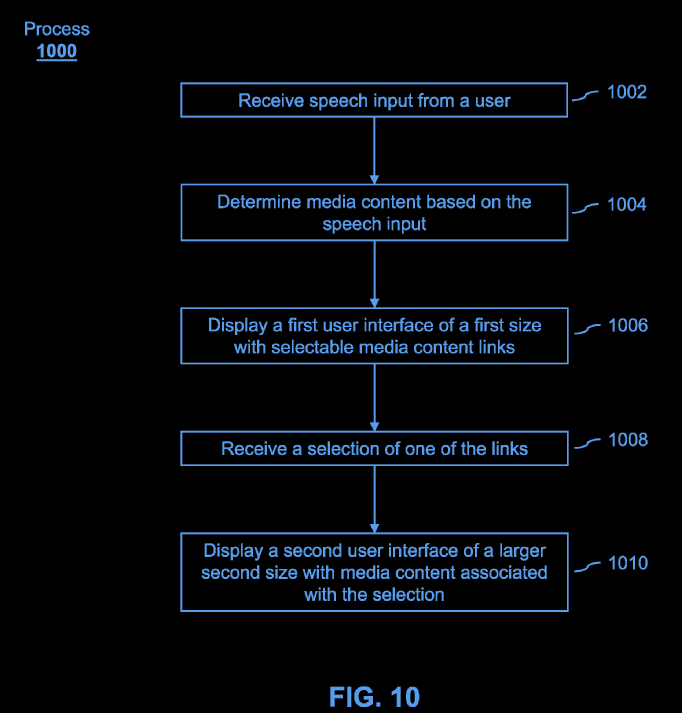 Process
1000
Receive speech input from a user
1002
Determine media content based on the
speech input
1004
Display a first user interface of a first size
with selectable media content links
1006
Receive a selection of one of the links
1008
Display a second user interface of a larger
second size with media content associated
with the selection
1010
FIG. 10